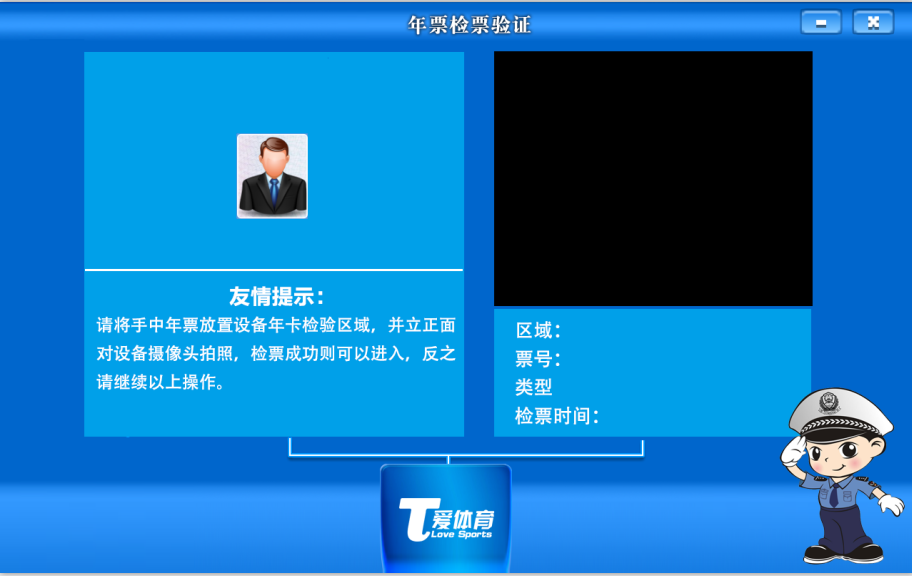 年票检票验证
友情提示：
请将手中年票放置设备年卡检验区域，并立正面
对设备摄像头拍照，检票成功则可以进入，反之
请继续以上操作。
区域：
票号：
类型
检票时间：
T爱体育
Love Sports